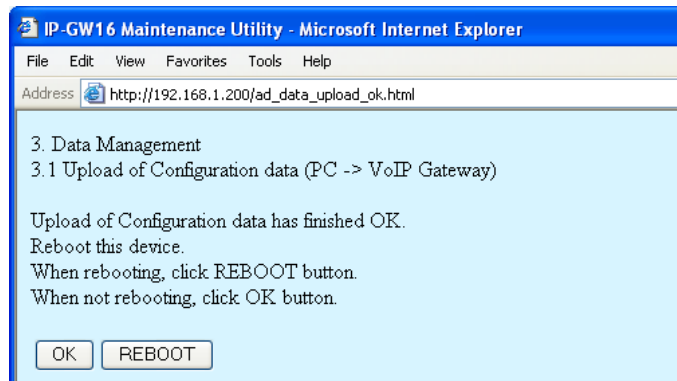 IP-GW16 Maintenance Utility - Microsoft Internet Explorer
File Edit View Favorites Tools Help
Address http://192.168.1.200/ad_data_upload_ok.html
3. Data Management
3.1 Upload of Configuration data (PC -> VoIP Gateway)
Upload of Configuration data has finished OK.
Reboot this device.
When rebooting, click REBOOT button.
When not rebooting, click OK button.
OK REBOOT